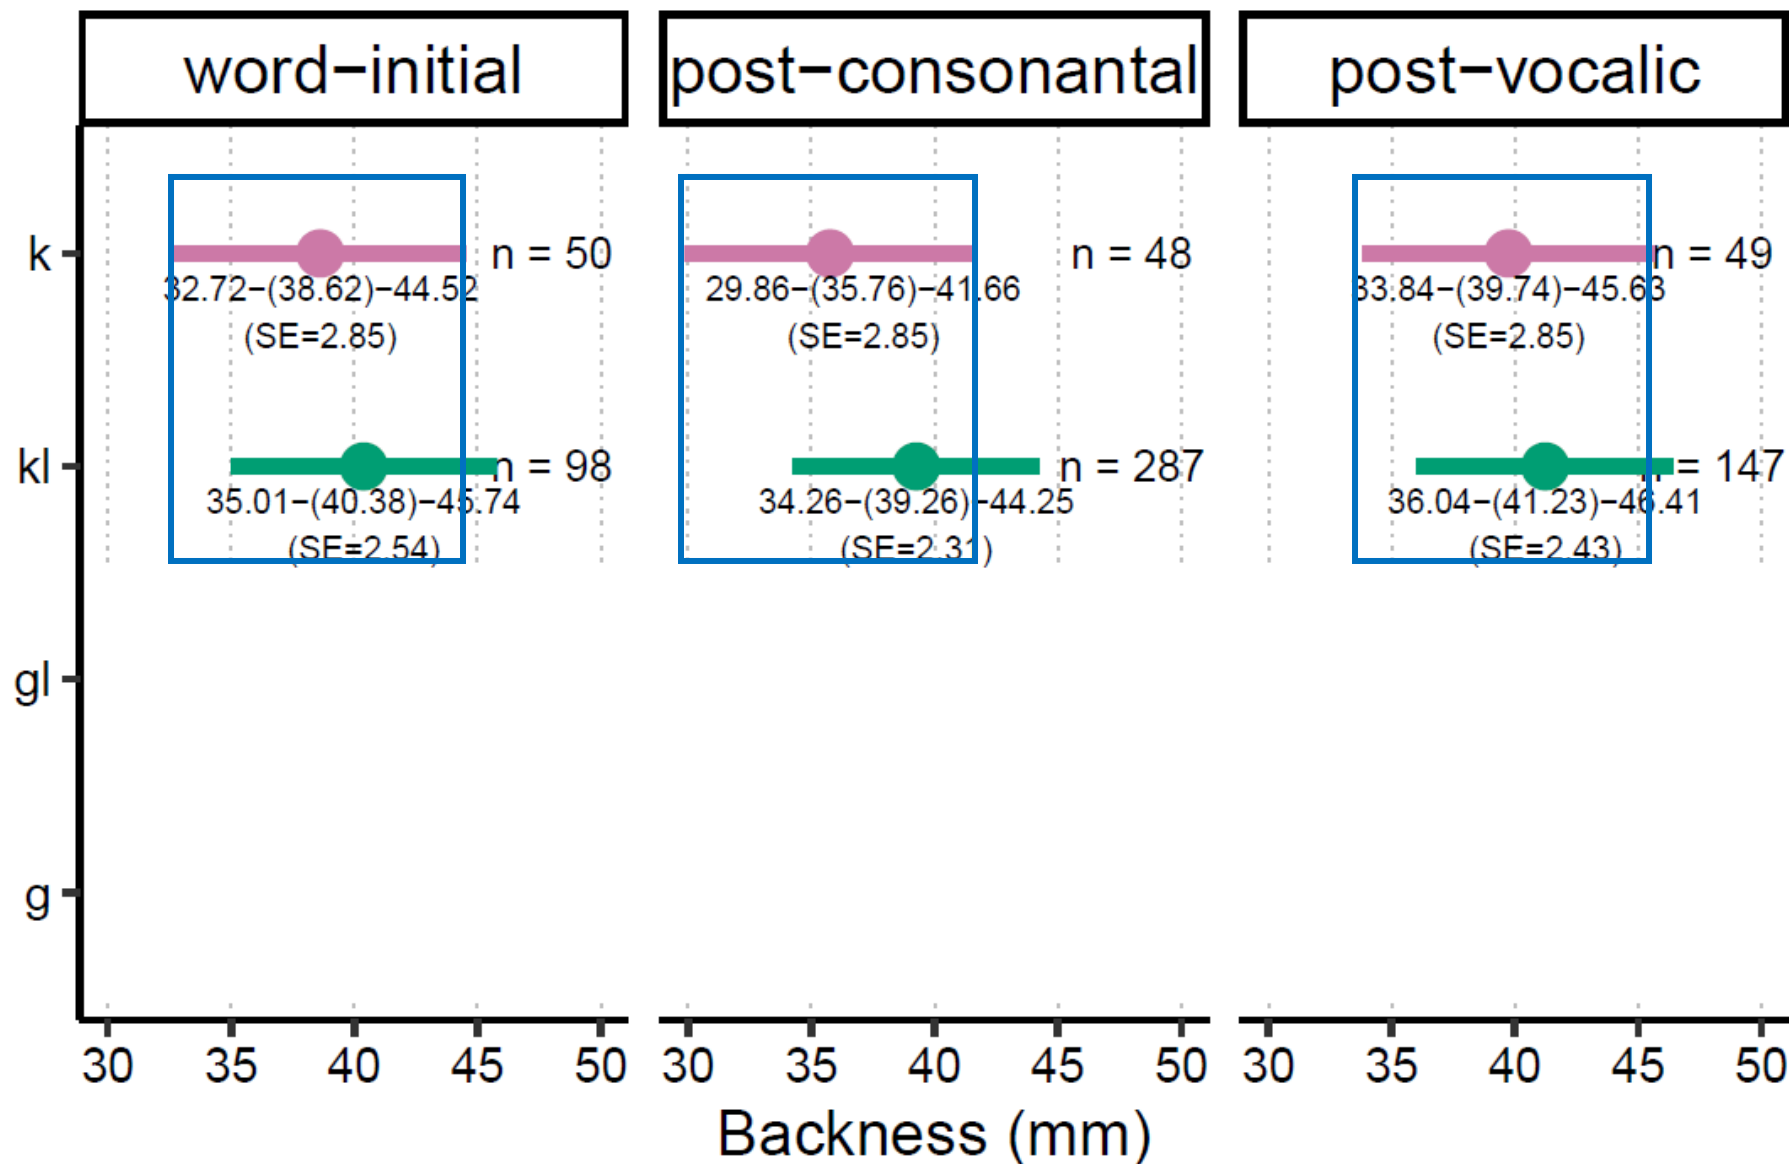 word−initial
post−consonantal
post−vocalic
k
n = 50
n = 48
n = 49
32.72−(38.62)−44.52
29.86−(35.76)−41.66
33.84−(39.74)−45.63
(SE=2.85)
(SE=2.85)
(SE=2.85)
kl
n = 98
n = 287
n = 147
35.01−(40.38)−45.74
34.26−(39.26)−44.25
36.04−(41.23)−46.41
(SE=2.54)
(SE=2.31)
(SE=2.43)
gl
g
30 35 40 45 50
30 35 40 45 50
30 35 40 45 50
Backness (mm)